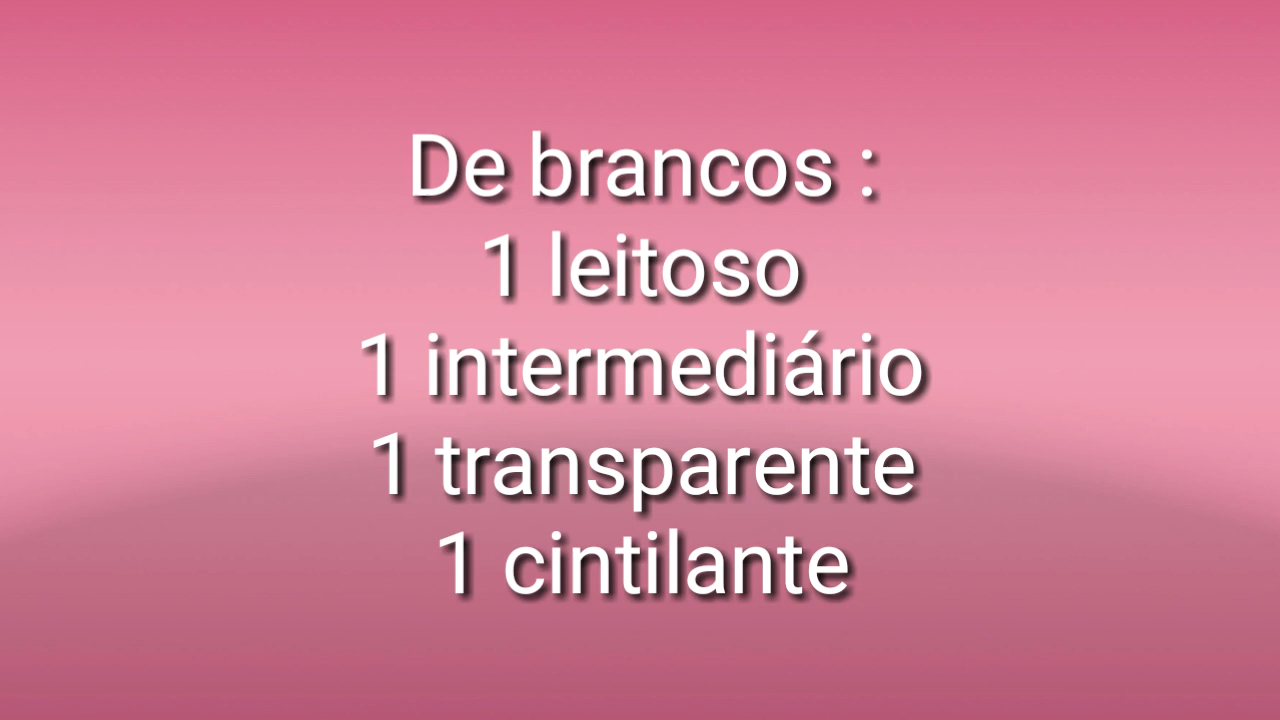 De brancos :
1 leitoso
1 intermediário
1 transparente
1 cintilante